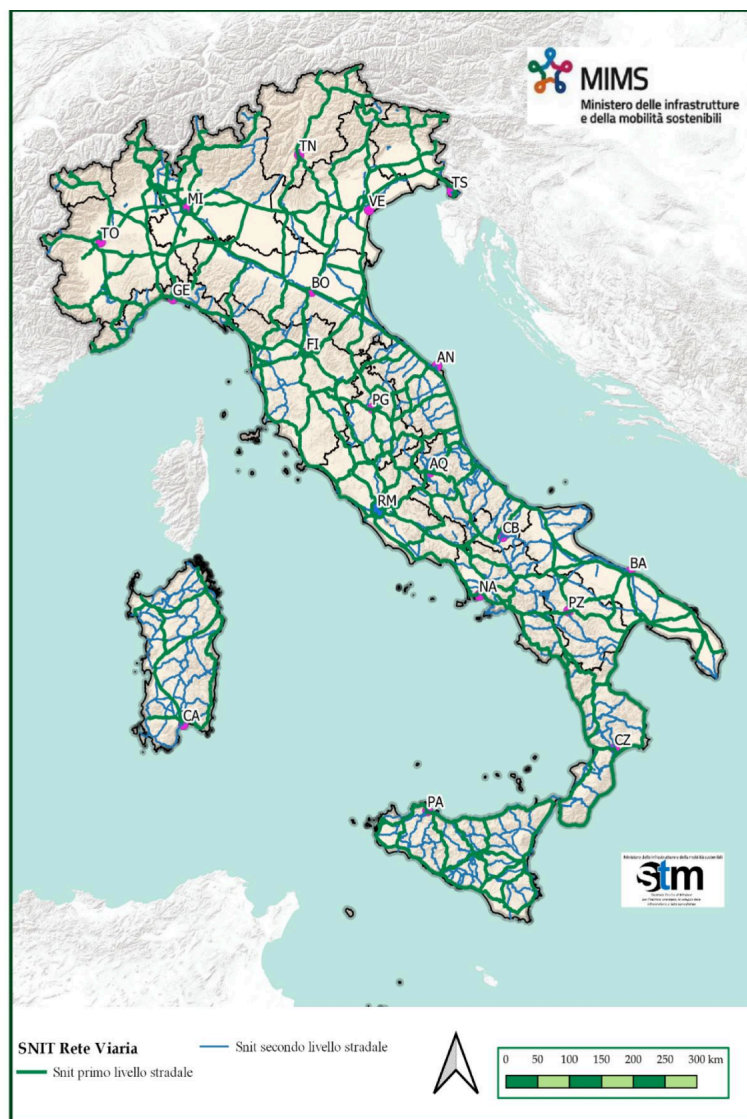 MIMS
Ministero delle infrastrutture
e della mobilità sostenibili
TN
TS
MI
VE
TO
BO
GE
FI
AN
PG
AQ
RM
CB
BA
NA
PZ
CA
CZ
PA
stm
SNIT Rete Viaria
Snit secondo livello stradale
Snit primo livello stradale
0 50 100 150 200 250 300 km